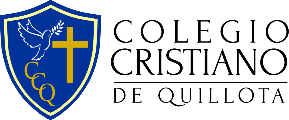 CCQ
COLEGIO
CRISTIANO
DE QUILLOTA